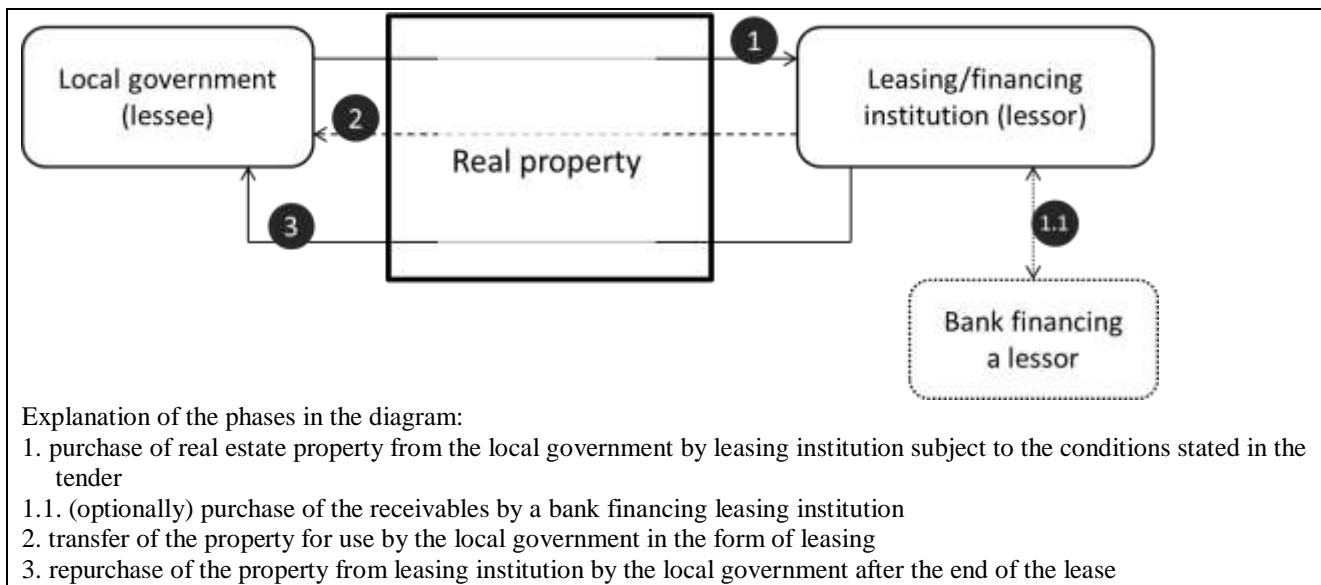 Local government
(lessee)
1
Leasing/financing
institution (lessor)
2
Real property
3
1.1
Bank financing
a lessor
Explanation of the phases in the diagram:
1. purchase of real estate property from the local government by leasing institution subject to the conditions stated in the
tender
1.1. (optionally) purchase of the receivables by a bank financing leasing institution
2. transfer of the property for use by the local government in the form of leasing
3. repurchase of the property from leasing institution by the local government after the end of the lease